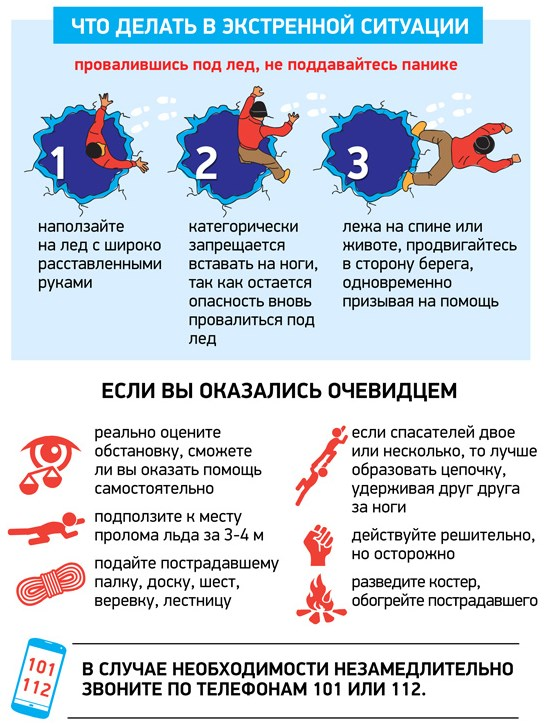 ЧТО ДЕЛАТЬ В ЭКСТРЕННОЙ СИТУАЦИИ
провалившись под лед, не поддавайтесь панике
1
наползайте
на лед с широко
расставленными
руками
2
категорически
запрещается
вставать на ноги,
так как остается
опасность вновь
провалиться под
лед
3
лежа на спине или
животе, продвигайтесь
в сторону берега,
одновременно
призывая на помощь
ЕСЛИ ВЫ ОКАЗАЛИСЬ ОЧЕВИДЦЕМ
реально оцените
обстановку, сможете
ли вы оказать помощь
самостоятельно
подползите к месту
пролома льда за 3-4 м
подайте пострадавшему
палку, доску, шест,
веревку, лестницу
если спасателей двое
или несколько, то лучше
образовать цепочку,
удерживая друг друга
за ноги
действуйте решительно,
но осторожно
разведите костер,
обогрейте пострадавшего
101
112
В СЛУЧАЕ НЕОБХОДИМОСТИ НЕЗАМЕДЛИТЕЛЬНО
ЗВОНИТЕ ПО ТЕЛЕФОНАМ 101 ИЛИ 112.